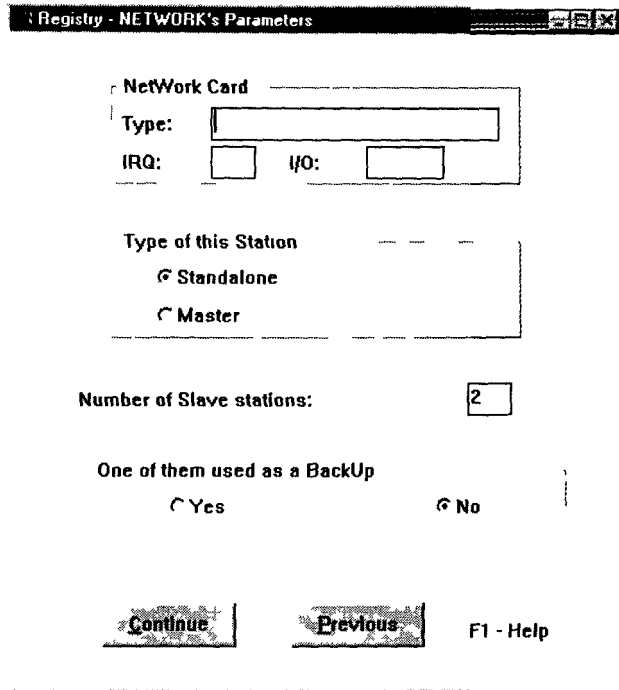 Registry - NETWORK's Parameters
NetWork Card
Type:
IRQ: I/O:
Type of this Station
Standalone
Master
Number of Slave stations: 2
One of them used as a BackUp
Yes No
Continue Previous F1 - Help